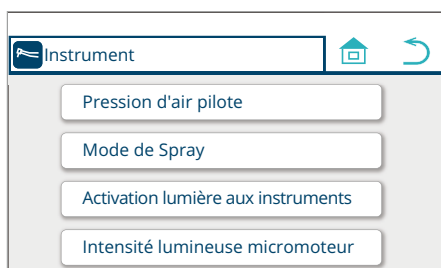 Instrument
Pression d'air pilote
Mode de Spray
Activation lumière aux instruments
Intensité lumineuse micromoteur